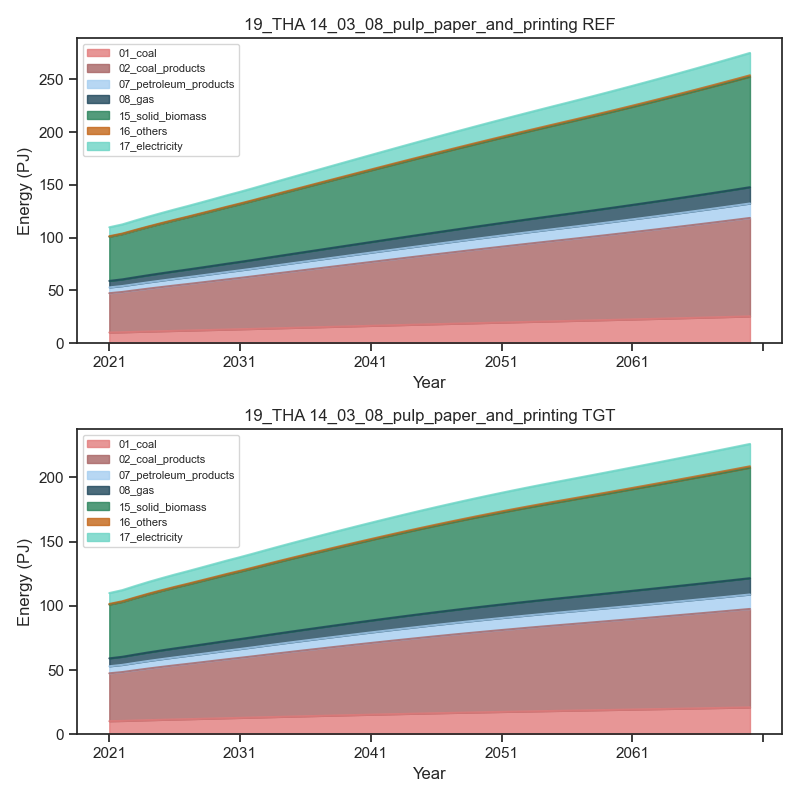 19_THA 14_03_08_pulp_paper_and_printing REF
01_coal
02_coal_products
07_petroleum_products
08_gas
15_solid_biomass
16_others
17_electricity
Energy (PJ)
250
200
150
100
50
0
2021 2031 2041 2051 2061
Year
19_THA 14_03_08_pulp_paper_and_printing TGT
01_coal
02_coal_products
07_petroleum_products
08_gas
15_solid_biomass
16_others
17_electricity
Energy (PJ)
200
150
100
50
0
2021 2031 2041 2051 2061
Year